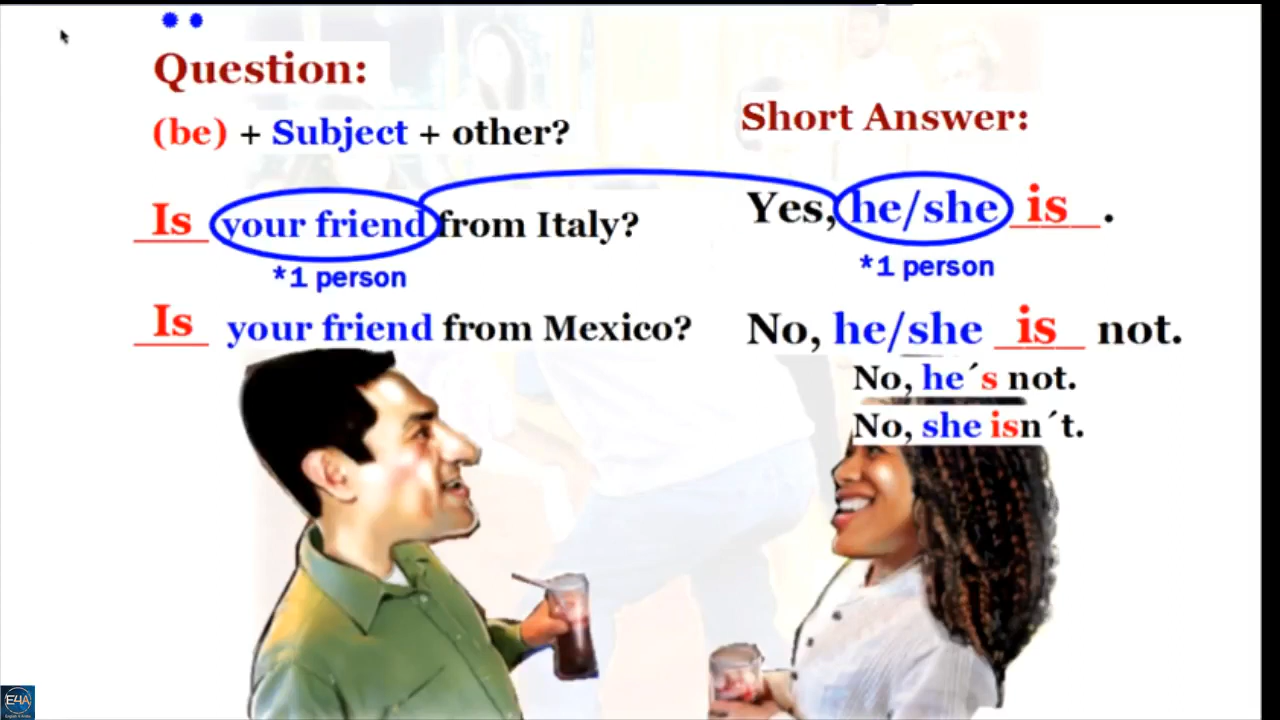 Question:
(be) + Subject + other?
Is your friend from Italy?
*1 person
Is your friend from Mexico?
Short Answer:
Yes, he/she is.
*1 person
No, he/she is not.
No, he´s not.
No, she isn´t.
E4A